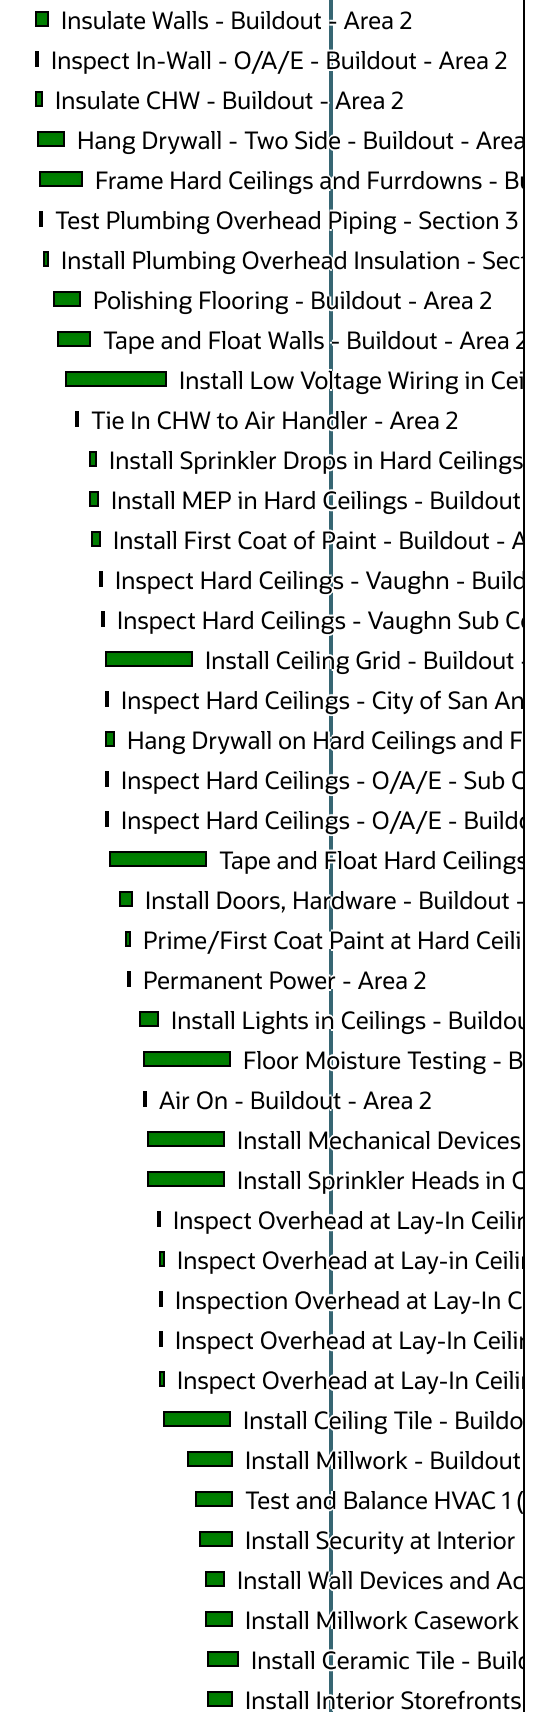 Insulate Walls - Buildout - Area 2
Inspect In-Wall - O/A/E - Buildout - Area 2
Insulate CHW - Buildout - Area 2
Hang Drywall - Two Side - Buildout - Area
Frame Hard Ceilings and Furrdowns - Bu
Test Plumbing Overhead Piping - Section 3
Install Plumbing Overhead Insulation - Sect
Polishing Flooring - Buildout - Area 2
Tape and Float Walls - Buildout - Area 2
Install Low Voltage Wiring in Cei
Tie In CHW to Air Handler - Area 2
Install Sprinkler Drops in Hard Ceilings
Install MEP in Hard Ceilings - Buildout
Install First Coat of Paint - Buildout - A
Inspect Hard Ceilings - Vaughn - Build
Inspect Hard Ceilings - Vaughn Sub Co
Install Ceiling Grid - Buildout -
Inspect Hard Ceilings - City of San An
Hang Drywall on Hard Ceilings and F
Inspect Hard Ceilings - O/A/E - Sub C
Inspect Hard Ceilings - O/A/E - Buildo
Tape and Float Hard Ceilings
Install Doors, Hardware - Buildout -
Prime/First Coat Paint at Hard Ceili
Permanent Power - Area 2
Install Lights in Ceilings - Buildou
Floor Moisture Testing - B
Air On - Buildout - Area 2
Install Mechanical Devices
Install Sprinkler Heads in C
Inspect Overhead at Lay-In Ceilin
Inspect Overhead at Lay-in Ceilin
Inspection Overhead at Lay-In C
Inspect Overhead at Lay-In Ceilin
Inspect Overhead at Lay-In Ceilin
Install Ceiling Tile - Buildo
Install Millwork - Buildout
Test and Balance HVAC 1 (
Install Security at Interior
Install Wall Devices and Ac
Install Millwork Casework
Install Ceramic Tile - Build
Install Interior Storefronts